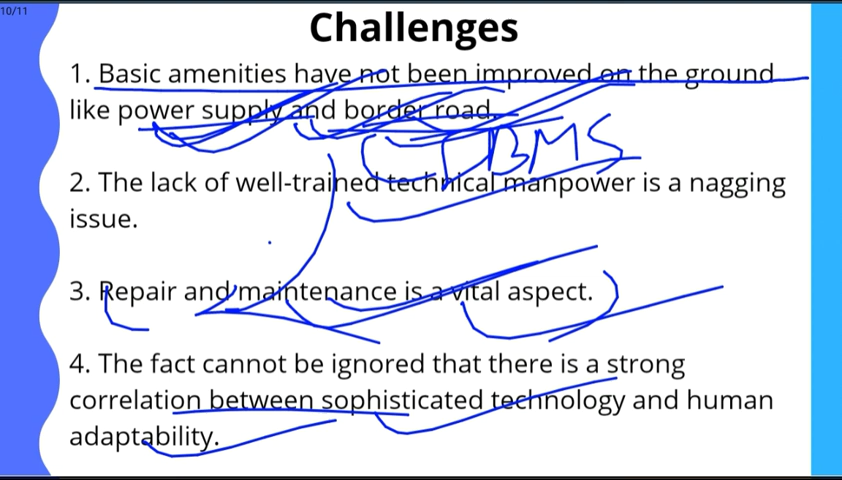 10/11
Challenges
1. Basic amenities have not been improved on the ground
like power supply and border road.
CIBMS
2. The lack of well-trained technical manpower is a nagging
issue.
3. Repair and maintenance is a vital aspect.
4. The fact cannot be ignored that there is a strong
correlation between sophisticated technology and human
adaptability.